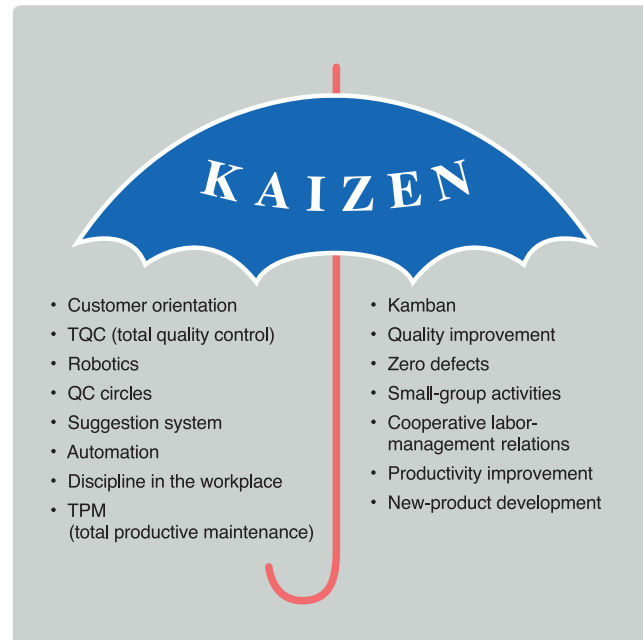 KAIZEN
• Customer orientation
• TQC (total quality control)
• Robotics
• QC circles
• Suggestion system
• Automation
• Discipline in the workplace
• TPM
(total productive maintenance)
• Kamban
• Quality improvement
• Zero defects
• Small-group activities
• Cooperative labor-
management relations
• Productivity improvement
• New-product development